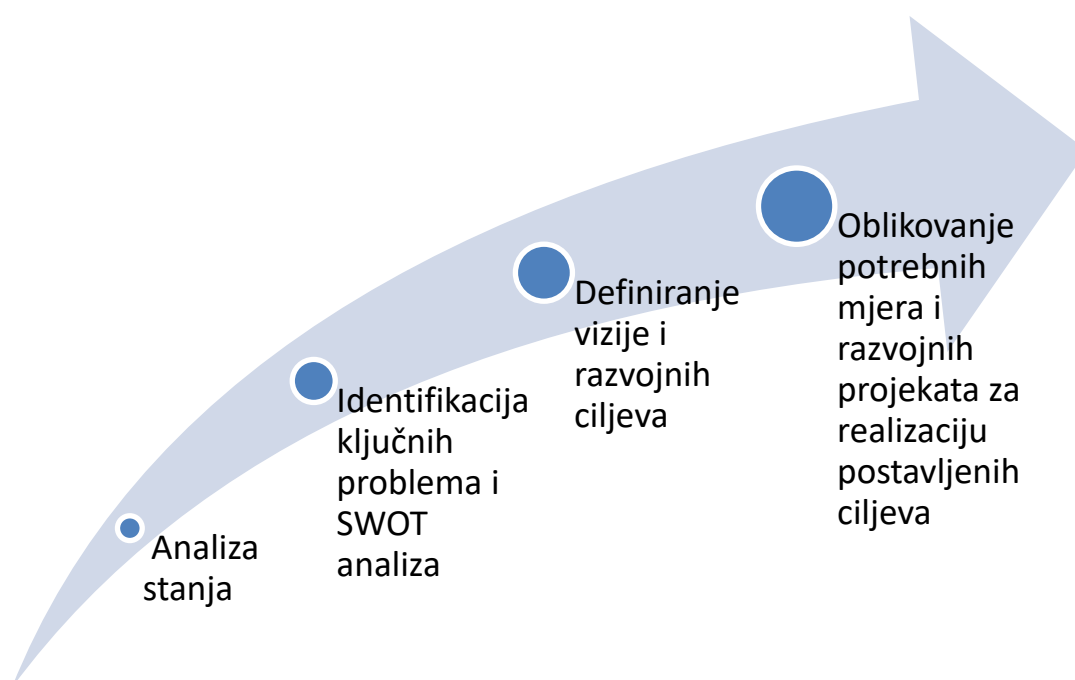 Analiza
stanja
Identifikacija
ključnih
problema i
SWOT
analiza
Definiranje
vizije i
razvojnih
ciljeva
Oblikovanje
potrebnih
mjera i
razvojnih
projekata za
realizaciju
postavljenih
ciljeva